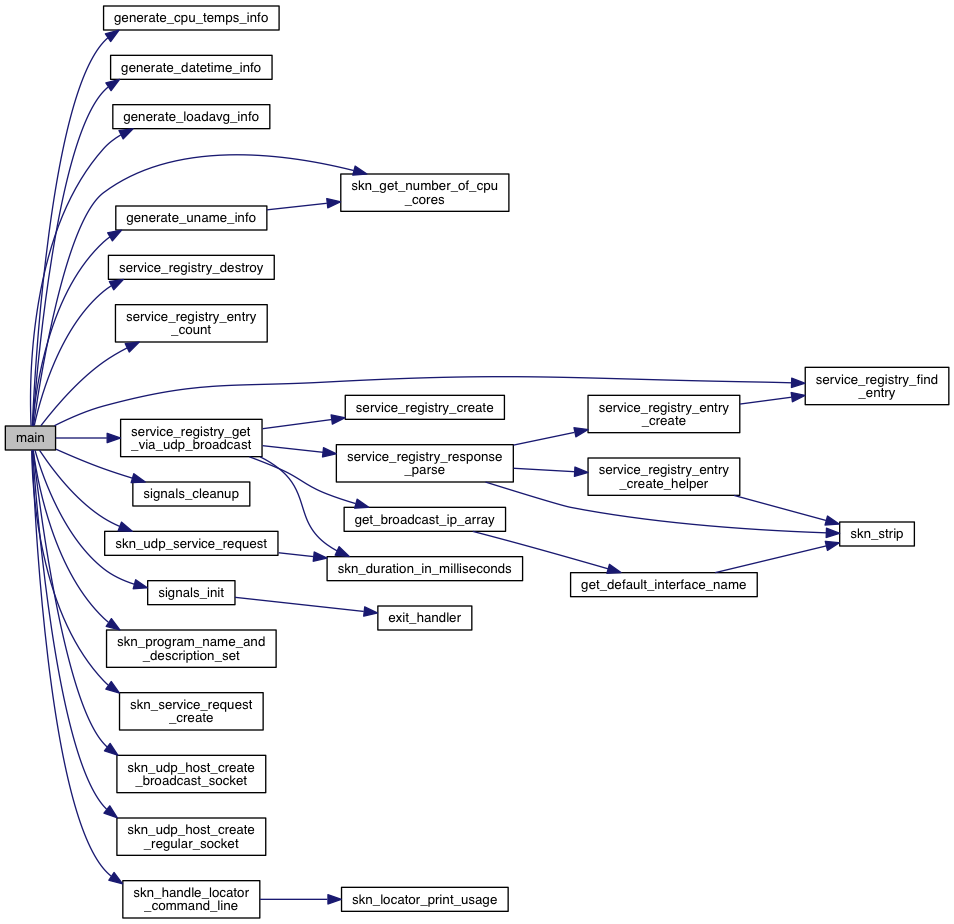 generate_cpu_temps_info
generate_datetime_info
generate_loadavg_info
skn_get_number_of_cpu
_cores
generate_uname_info
service_registry_destroy
service_registry_entry
_count
service_registry_find
_entry
main
service_registry_get
_via_udp_broadcast
service_registry_create
service_registry_response
_parse
service_registry_entry
_create
service_registry_entry
_create_helper
signals_cleanup
get_broadcast_ip_array
skn_strip
skn_udp_service_request
skn_duration_in_milliseconds
get_default_interface_name
signals_init
exit_handler
skn_program_name_and
_description_set
skn_service_request
_create
skn_udp_host_create
_broadcast_socket
skn_udp_host_create
_regular_socket
skn_handle_locator
_command_line
skn_locator_print_usage